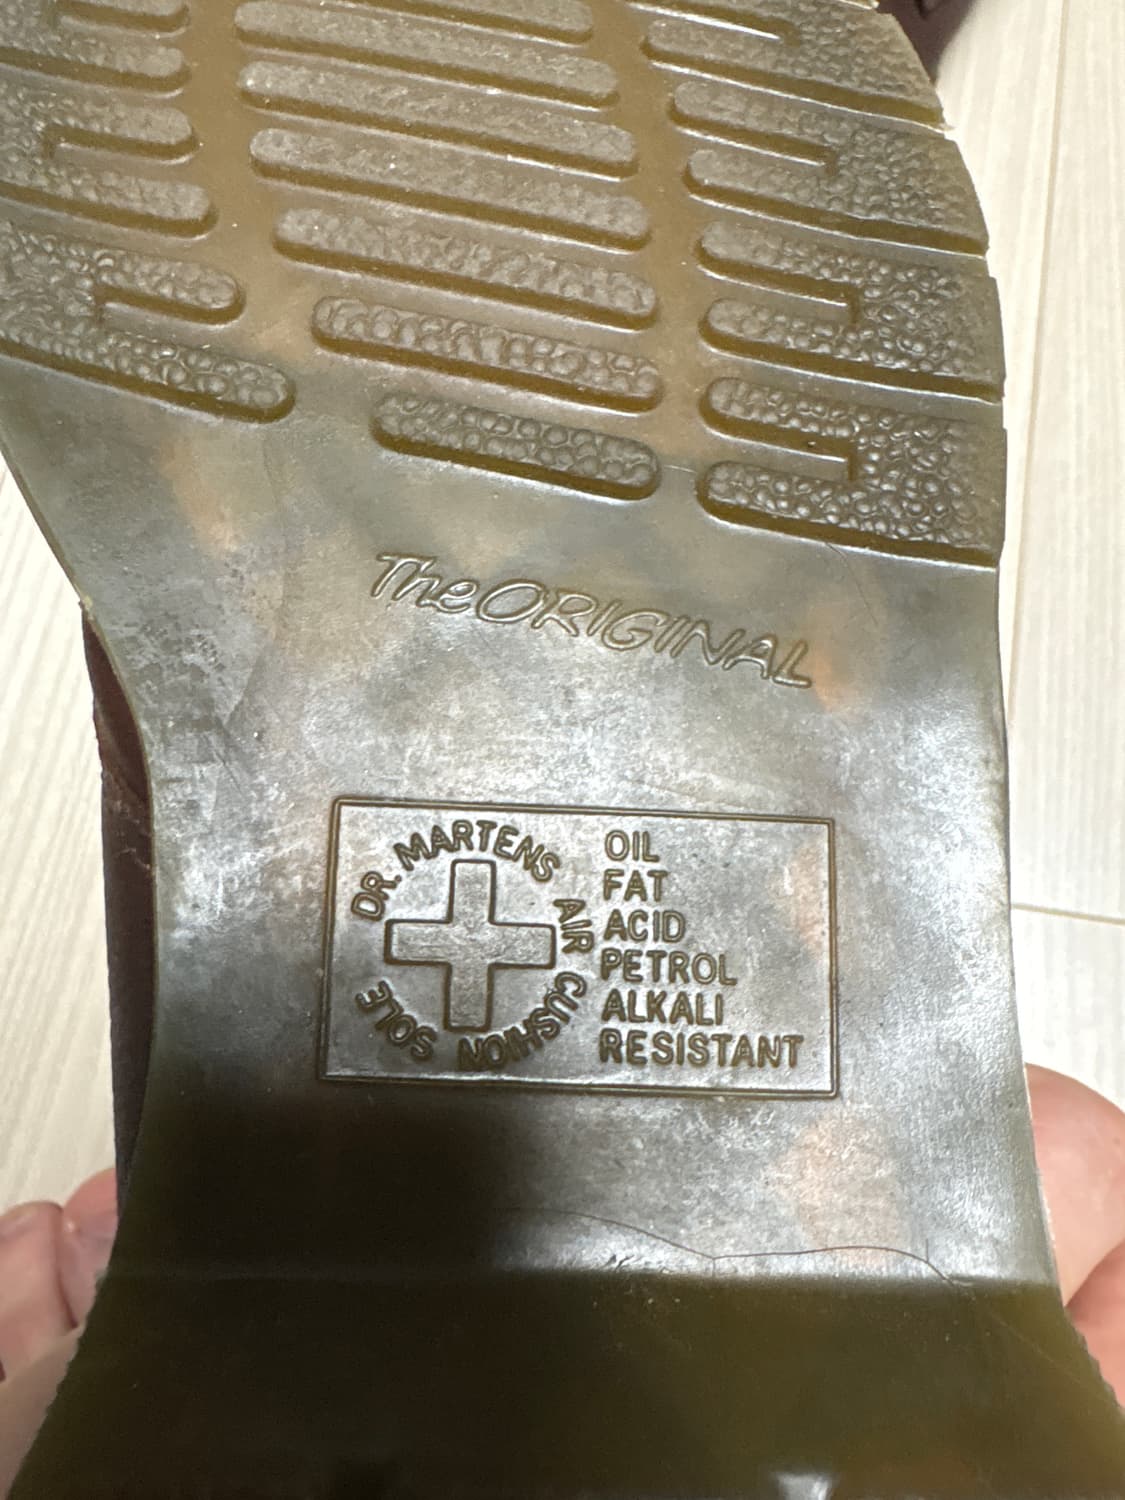 The ORIGINAL
DR. MARTENS AIR CUSHION SOLE
OIL
FAT
ACID
PETROL
ALKALI
RESISTANT